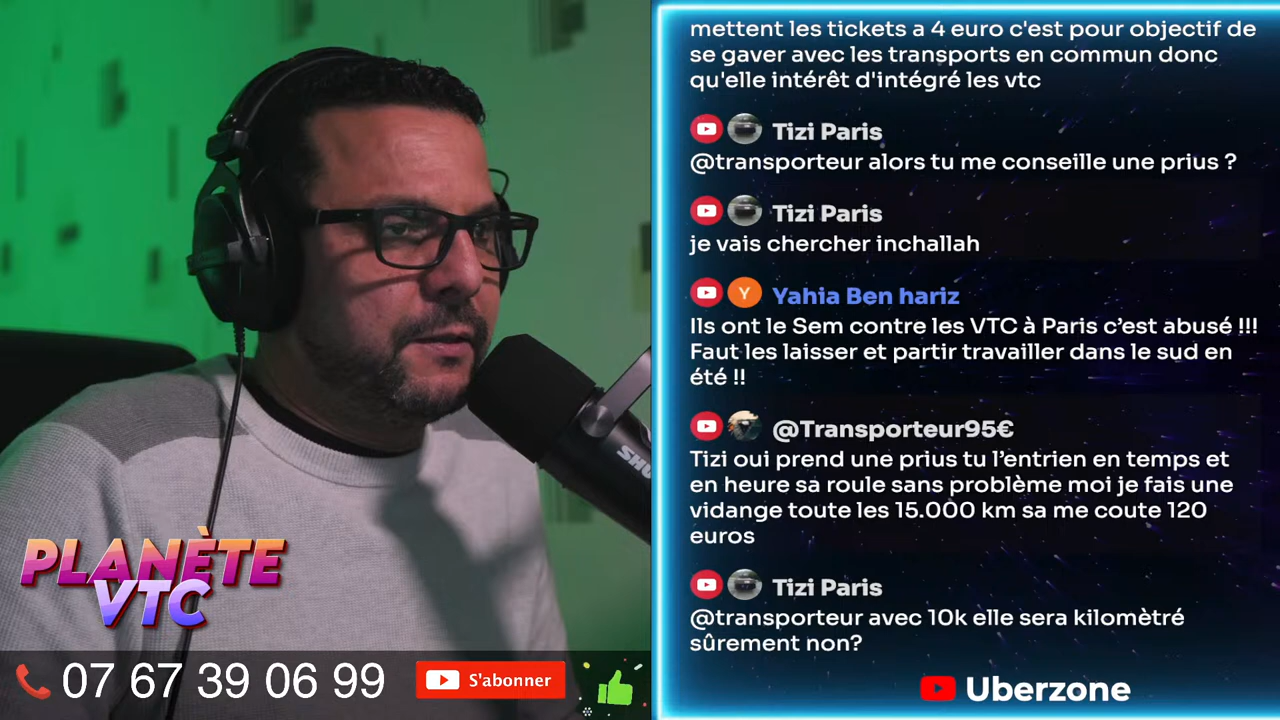 mettent les tickets a 4 euro c'est pour objectif de
se gaver avec les transports en commun donc
qu'elle intérêt d'intégré les vtc
Tizi Paris
@transporteur alors tu me conseille une prius ?
Tizi Paris
je vais chercher inchallah
Y
Yahia Ben hariz
Ils ont le Sem contre les VTC à Paris c’est abusé !!!
Faut les laisser et partir travailler dans le sud en
été !!
@Transporteur95€
Tizi oui prend une prius tu l’entrien en temps et
en heure sa roule sans problème moi je fais une
vidange toute les 15.000 km sa me coute 120
euros
Tizi Paris
@transporteur avec 10k elle sera kilomètré
sûrement non?
Uberzone
SHU
PLANÈTE
VTC
07 67 39 06 99
S'abonner